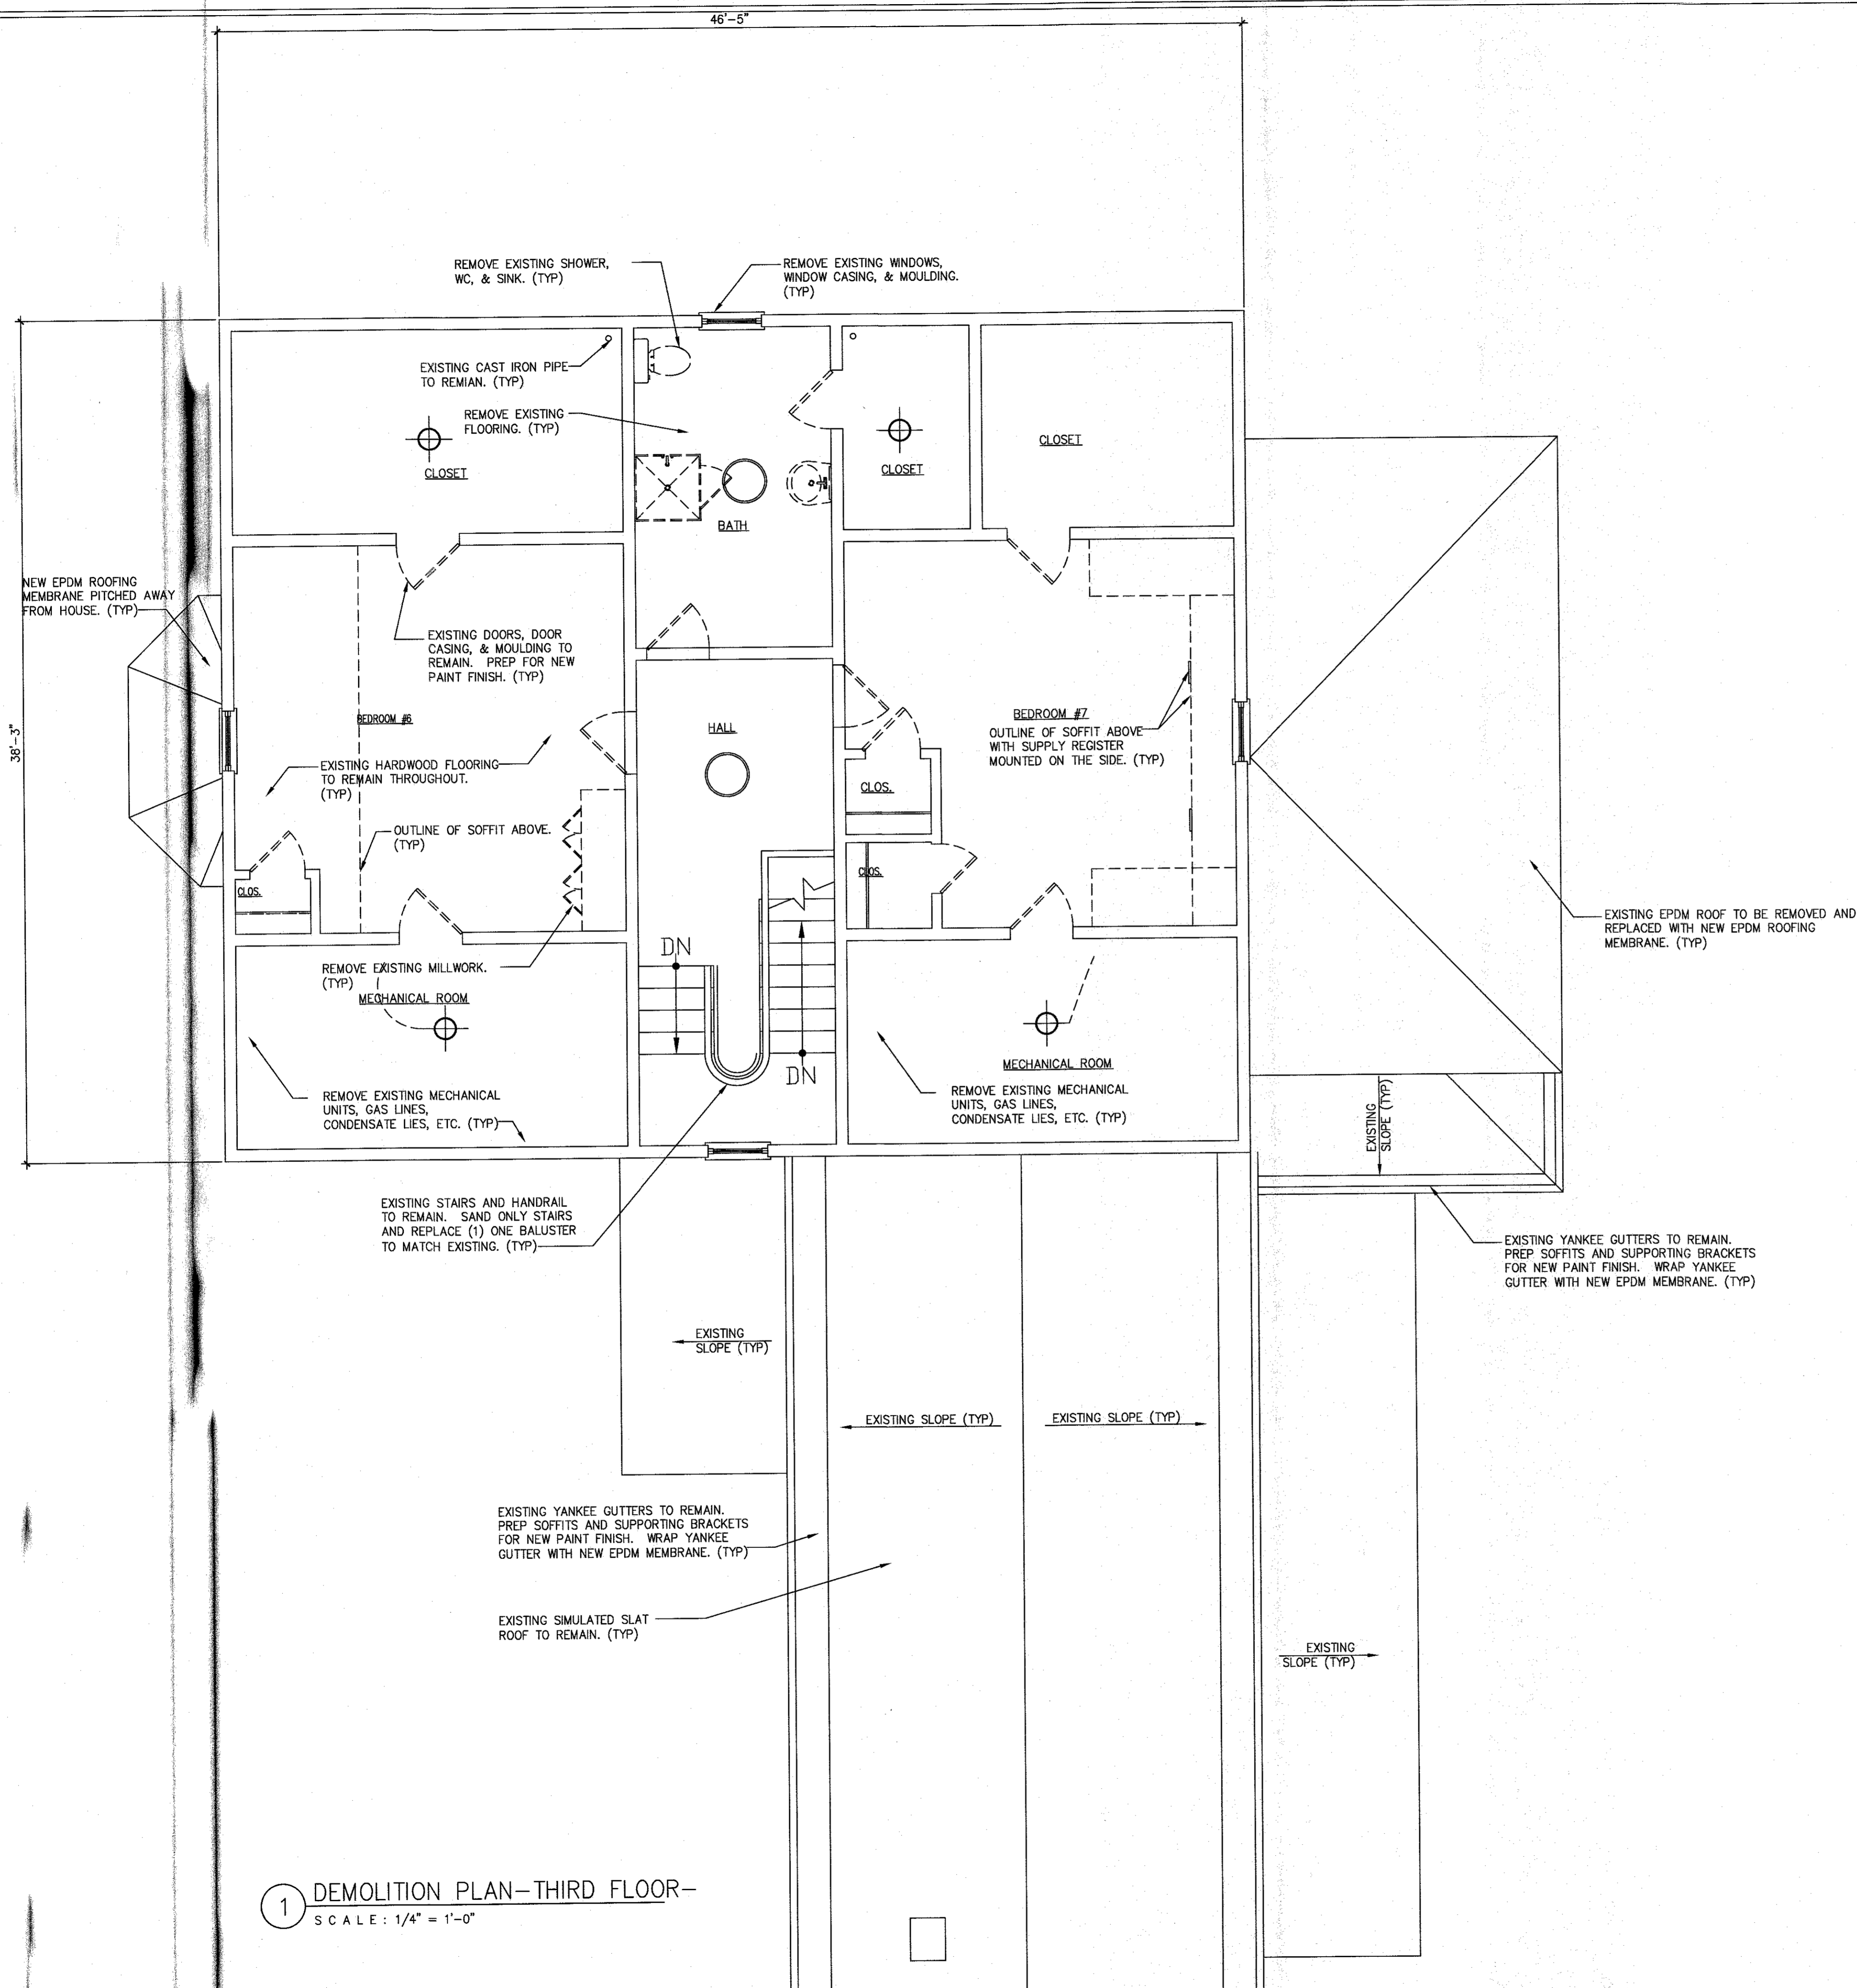 46'-5"
REMOVE EXISTING SHOWER,
WC, & SINK. (TYP)
REMOVE EXISTING WINDOWS,
WINDOW CASING, & MOULDING.
(TYP)
EXISTING CAST IRON PIPE
TO REMIAN. (TYP)
REMOVE EXISTING
FLOORING. (TYP)
CLOSET
CLOSET
CLOSET
BATH
NEW EPDM ROOFING
MEMBRANE PITCHED AWAY
FROM HOUSE. (TYP)
EXISTING DOORS, DOOR
CASING, & MOULDING TO
REMAIN. PREP FOR NEW
PAINT FINISH. (TYP)
38'-3"
BEDROOM #6
HALL
BEDROOM #7
OUTLINE OF SOFFIT ABOVE
WITH SUPPLY REGISTER
MOUNTED ON THE SIDE. (TYP)
EXISTING HARDWOOD FLOORING
TO REMAIN THROUGHOUT.
(TYP)
CLOS.
OUTLINE OF SOFFIT ABOVE.
(TYP)
CLOS.
CLOS.
EXISTING EPDM ROOF TO BE REMOVED AND
REPLACED WITH NEW EPDM ROOFING
MEMBRANE. (TYP)
DN
REMOVE EXISTING MILLWORK.
(TYP)
MECHANICAL ROOM
MECHANICAL ROOM
DN
REMOVE EXISTING MECHANICAL
UNITS, GAS LINES,
CONDENSATE LIES, ETC. (TYP)
REMOVE EXISTING MECHANICAL
UNITS, GAS LINES,
CONDENSATE LIES, ETC. (TYP)
EXISTING
SLOPE (TYP)
EXISTING STAIRS AND HANDRAIL
TO REMAIN. SAND ONLY STAIRS
AND REPLACE (1) ONE BALUSTER
TO MATCH EXISTING. (TYP)
EXISTING YANKEE GUTTERS TO REMAIN.
PREP SOFFITS AND SUPPORTING BRACKETS
FOR NEW PAINT FINISH. WRAP YANKEE
GUTTER WITH NEW EPDM MEMBRANE. (TYP)
EXISTING
SLOPE (TYP)
EXISTING SLOPE (TYP)
EXISTING SLOPE (TYP)
EXISTING YANKEE GUTTERS TO REMAIN.
PREP SOFFITS AND SUPPORTING BRACKETS
FOR NEW PAINT FINISH. WRAP YANKEE
GUTTER WITH NEW EPDM MEMBRANE. (TYP)
EXISTING SIMULATED SLAT
ROOF TO REMAIN. (TYP)
EXISTING
SLOPE (TYP)
1
DEMOLITION PLAN-THIRD FLOOR-
SCALE: 1/4" = 1'-0"